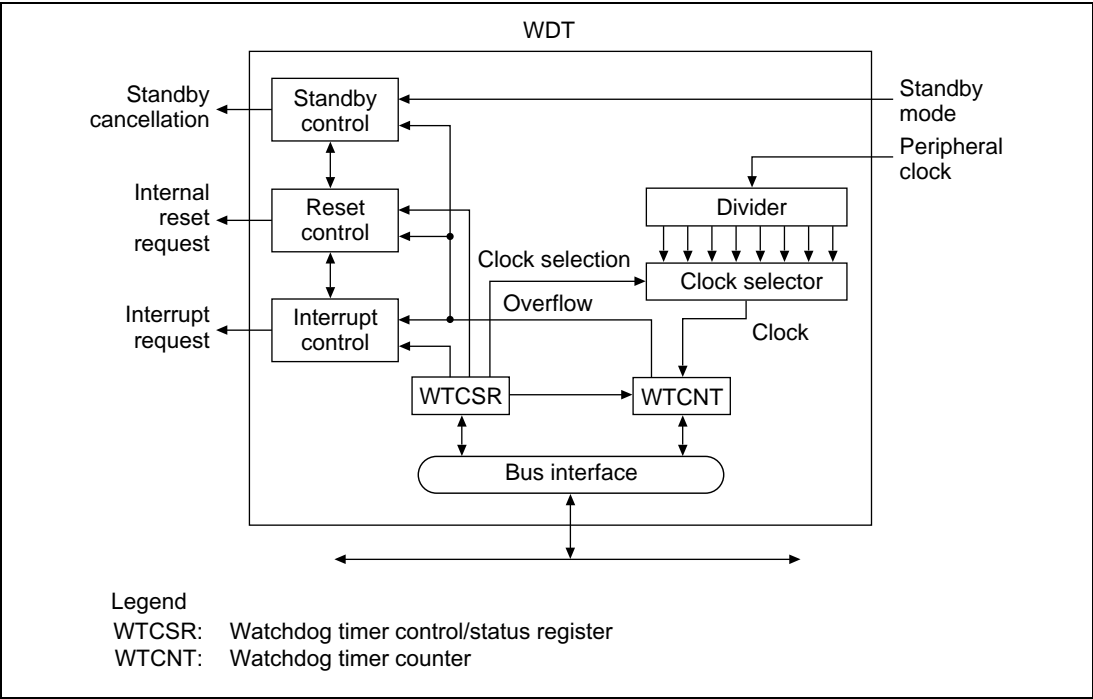 WDT
Standby
cancellation
Standby
control
Standby
mode
Peripheral
clock
Internal
reset
request
Reset
control
Divider
Clock selection
Clock selector
Overflow
Interrupt
request
Interrupt
control
Clock
WTCSR
WTCNT
Bus interface
Legend
WTCSR: Watchdog timer control/status register
WTCNT: Watchdog timer counter